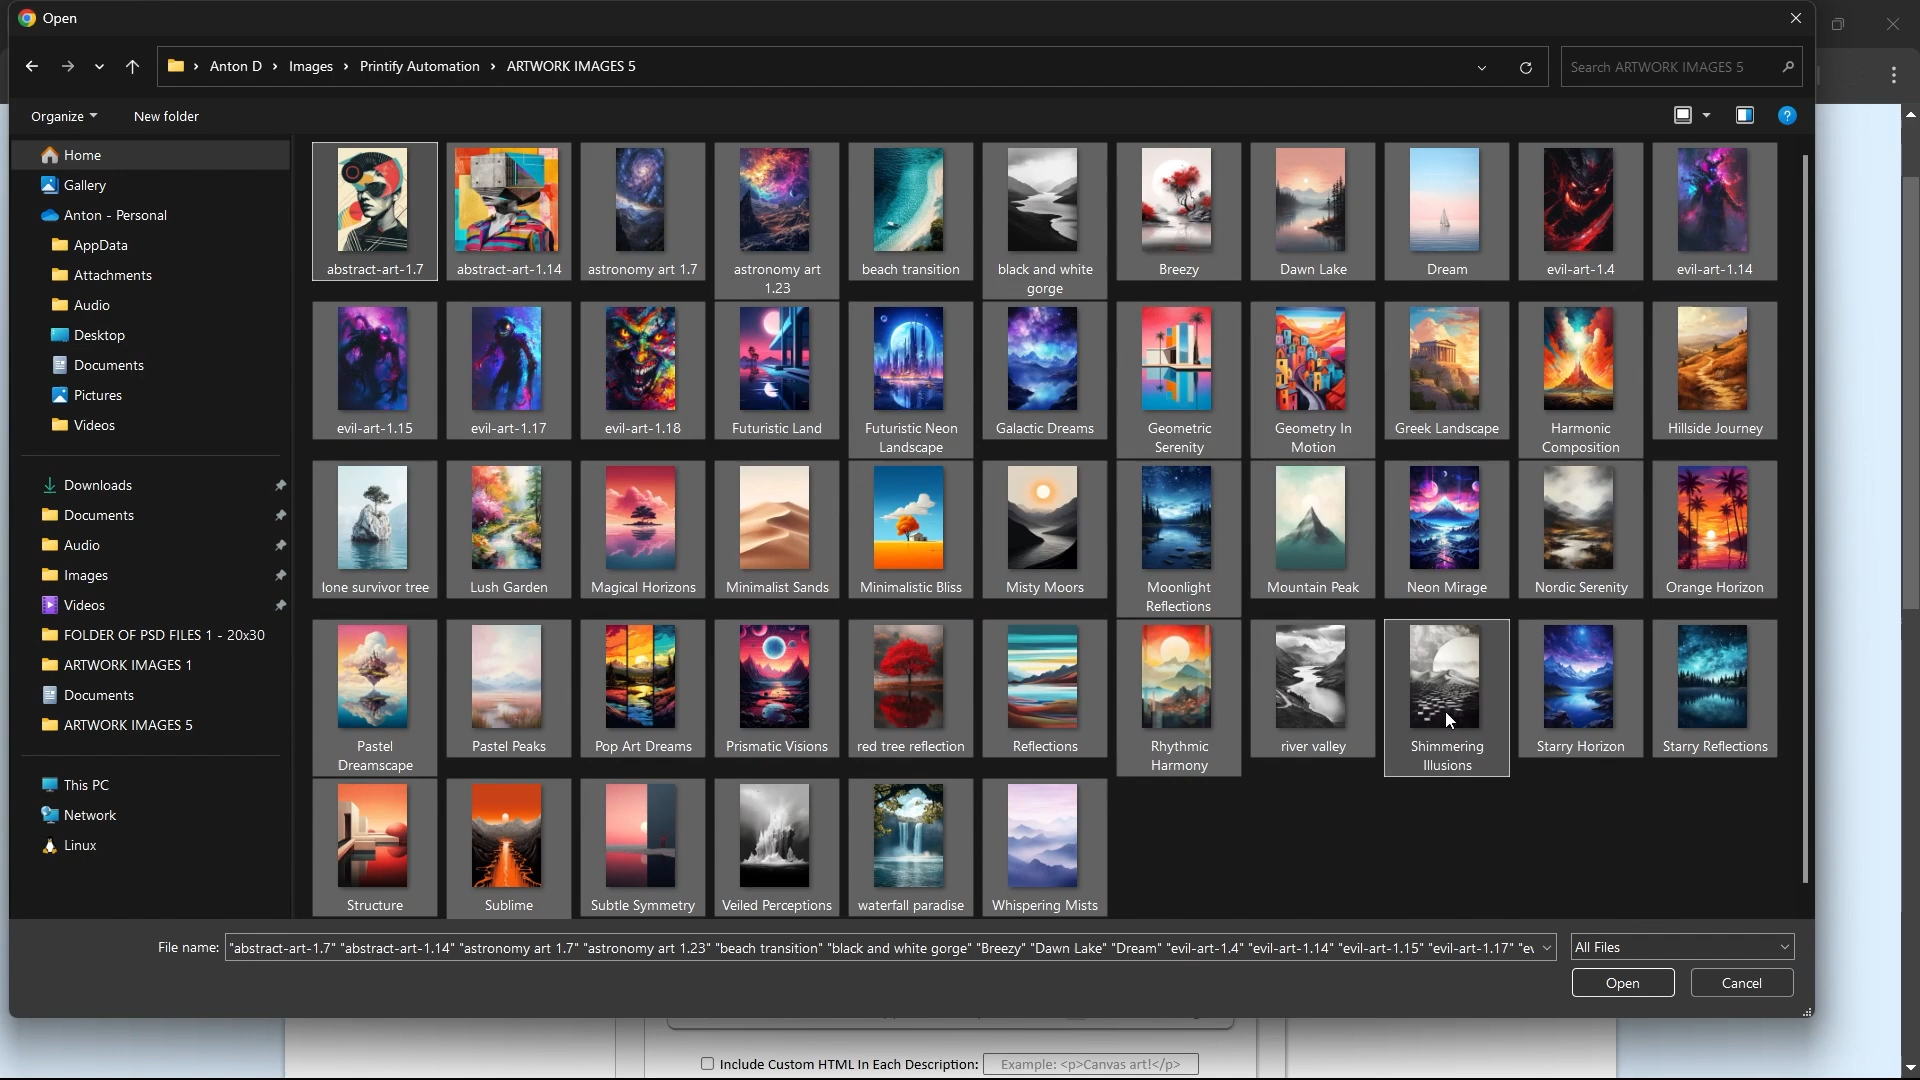 Open
Anton D > Images > Printify Automation > ARTWORK IMAGES 5
Search ARTWORK IMAGES 5
Organize
New folder
Home
Gallery
Anton - Personal
AppData
Attachments
Audio
Desktop
Documents
Pictures
Videos
Downloads
Documents
Audio
Images
Videos
FOLDER OF PSD FILES 1 - 20x30
ARTWORK IMAGES 1
Documents
ARTWORK IMAGES 5
This PC
Network
Linux
abstract-art-1.7
abstract-art-1.14
astronomy art 1.7
astronomy art
1.23
beach transition
black and white
gorge
Breezy
Dawn Lake
Dream
evil-art-1.4
evil-art-1.14
evil-art-1.15
evil-art-1.17
evil-art-1.18
Futuristic Land
Futuristic Neon
Landscape
Galactic Dreams
Geometric
Serenity
Geometry In
Motion
Greek Landscape
Harmonic
Composition
Hillside Journey
lone survivor tree
Lush Garden
Magical Horizons
Minimalist Sands
Minimalistic Bliss
Misty Moors
Moonlight
Reflections
Mountain Peak
Neon Mirage
Nordic Serenity
Orange Horizon
Pastel
Dreamscape
Pastel Peaks
Pop Art Dreams
Prismatic Visions
red tree reflection
Reflections
Rhythmic
Harmony
river valley
Shimmering
Illusions
Starry Horizon
Starry Reflections
Structure
Sublime
Subtle Symmetry
Veiled Perceptions
waterfall paradise
Whispering Mists
File name: "abstract-art-1.7" "abstract-art-1.14" "astronomy art 1.7" "astronomy art 1.23" "beach transition" "black and white gorge" "Breezy" "Dawn Lake" "Dream" "evil-art-1.4" "evil-art-1.14" "evil-art-1.15" "evil-art-1.17" "ev
All Files
Open
Cancel
Include Custom HTML In Each Description: Example: <p>Canvas art!</p>